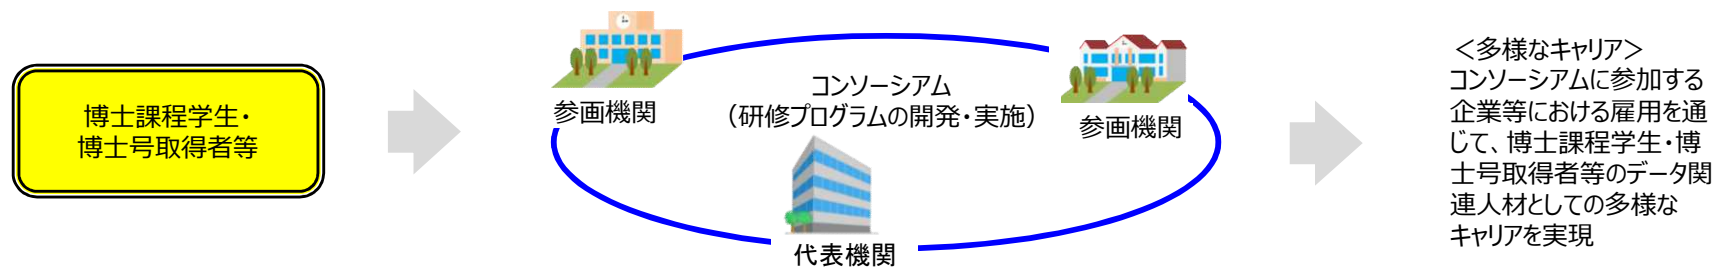 博士課程学生・
博士号取得者等
参画機関
コンソーシアム
（研修プログラムの開発・実施）
参画機関
代表機関
＜多様なキャリア＞
コンソーシアムに参加する
企業等における雇用を通
じて、博士課程学生・博
士号取得者等のデータ関
連人材としての多様な
キャリアを実現